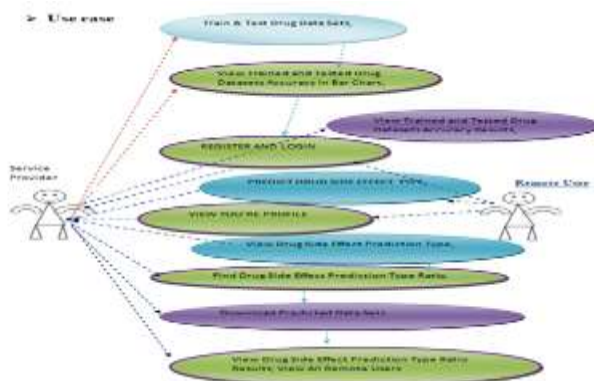 ➢ Use case
Train & Test Drug Data Sets,
View Trained and Tested Drug
Datasets Accuracy in Bar Chart,
View Trained and Tested Drug
Datasets Accuracy Results,
REGISTER AND LOGIN
Service
Provider
PREDICT DRUG SIDE EFFECT TYPE,
Remote User
VIEW YOU'RE PROFILE
View Drug Side Effect Prediction Type,
Find Drug Side Effect Prediction Type Ratio
Download Predicted Data Sets
View Drug Side Effect Prediction Type Ratio
Results, View All Remote Users